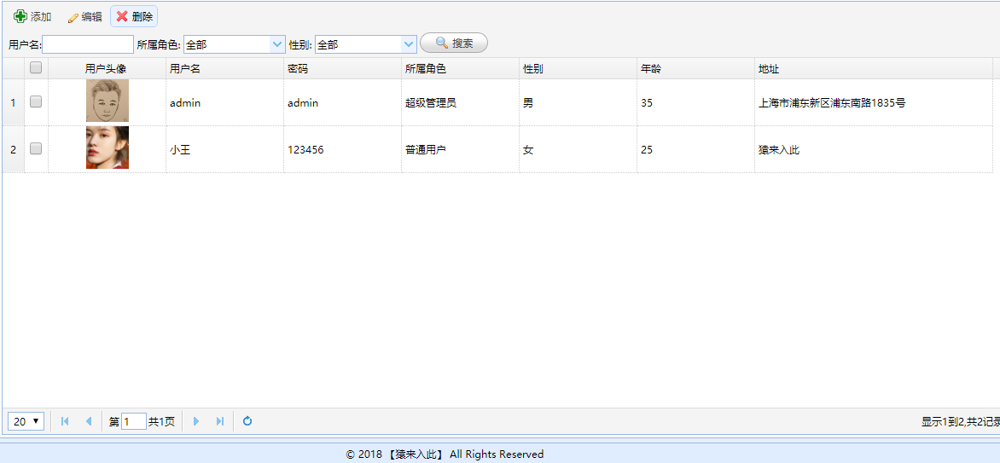 添加 编辑 删除
用户名: 所属角色: 全部 性别: 全部 搜索
用户头像 用户名 密码 所属角色 性别 年龄 地址
1 admin admin 超级管理员 男 35 上海市浦东新区浦东南路1835号
2 小王 123456 普通用户 女 25 猿来入此
20 第 1 共1页 显示1到2,共2记录
© 2018 【猿来入此】 All Rights Reserved